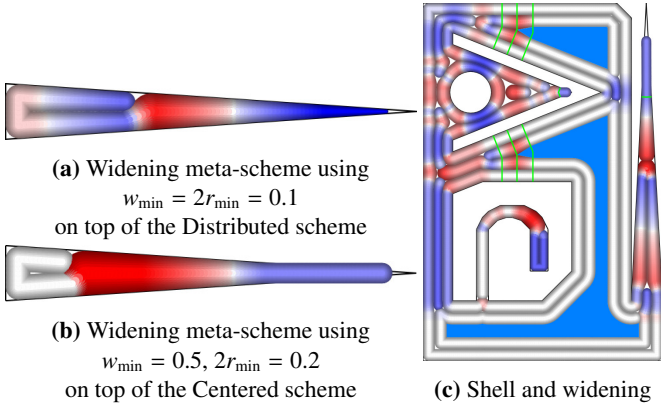 (a) Widening meta-scheme using
w_min = 2r_min = 0.1
on top of the Distributed scheme
(b) Widening meta-scheme using
w_min = 0.5, 2r_min = 0.2
on top of the Centered scheme
(c) Shell and widening